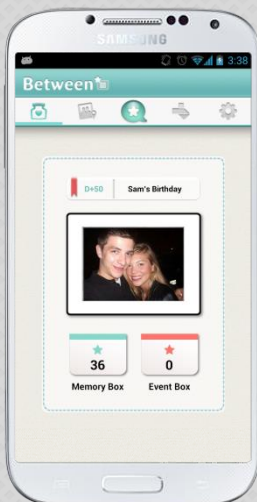 SAMSUNG
3:38
Between
D+50 Sam's Birthday
36 0
Memory Box Event Box